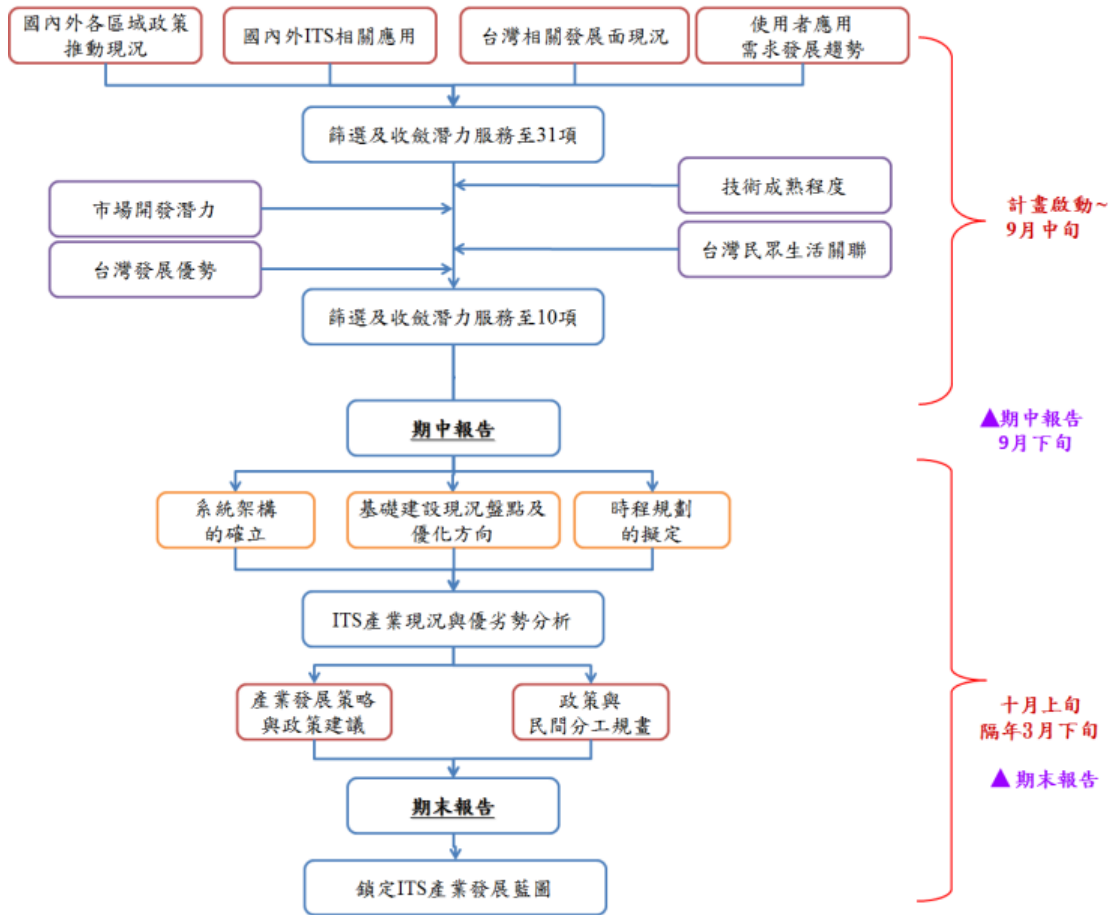 國內外各區域政策
推動現況
國內外ITS相關應用
台灣相關發展面現況
使用者應用
需求發展趨勢
篩選及收斂潛力服務至31項
市場開發潛力
技術成熟程度
台灣發展優勢
台灣民眾生活關聯
篩選及收斂潛力服務至10項
計畫啟動~
9月中旬
期中報告
▲期中報告
9月下旬
系統架構
的確立
基礎建設現況盤點及
優化方向
時程規劃
的擬定
ITS產業現況與優劣勢分析
產業發展策略
與政策建議
政策與
民間分工規畫
十月上旬
隔年3月下旬
▲期末報告
期末報告
鎖定ITS產業發展藍圖